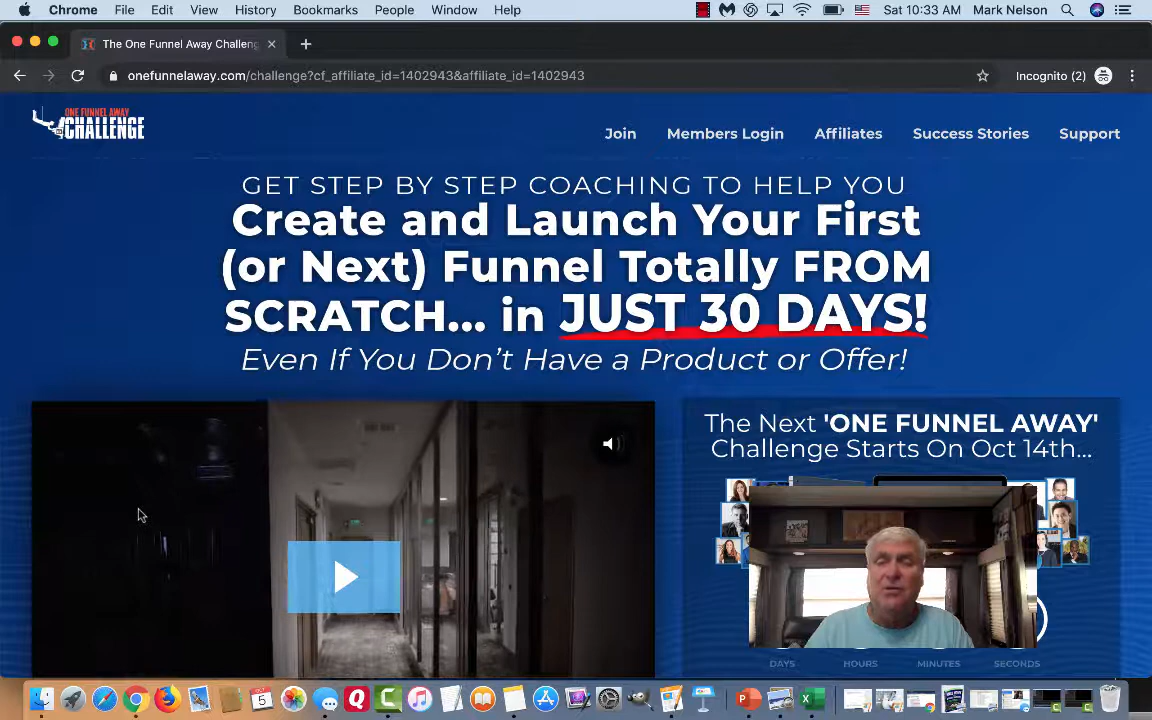 Chrome File Edit View History Bookmarks People Window Help Sat 10:33 AM Mark Nelson
The One Funnel Away Challeng
onefunnelaway.com/challenge?cf_affiliate_id=1402943&affiliate_id=1402943
Incognito (2)
ONE FUNNEL AWAY
CHALLENGE
Join Members Login Affiliates Success Stories Support
GET STEP BY STEP COACHING TO HELP YOU
Create and Launch Your First
(or Next) Funnel Totally FROM
SCRATCH... in JUST 30 DAYS!
Even If You Don't Have a Product or Offer!
The Next 'ONE FUNNEL AWAY'
Challenge Starts On Oct 14th...
DAYS HOURS MINUTES SECONDS
5